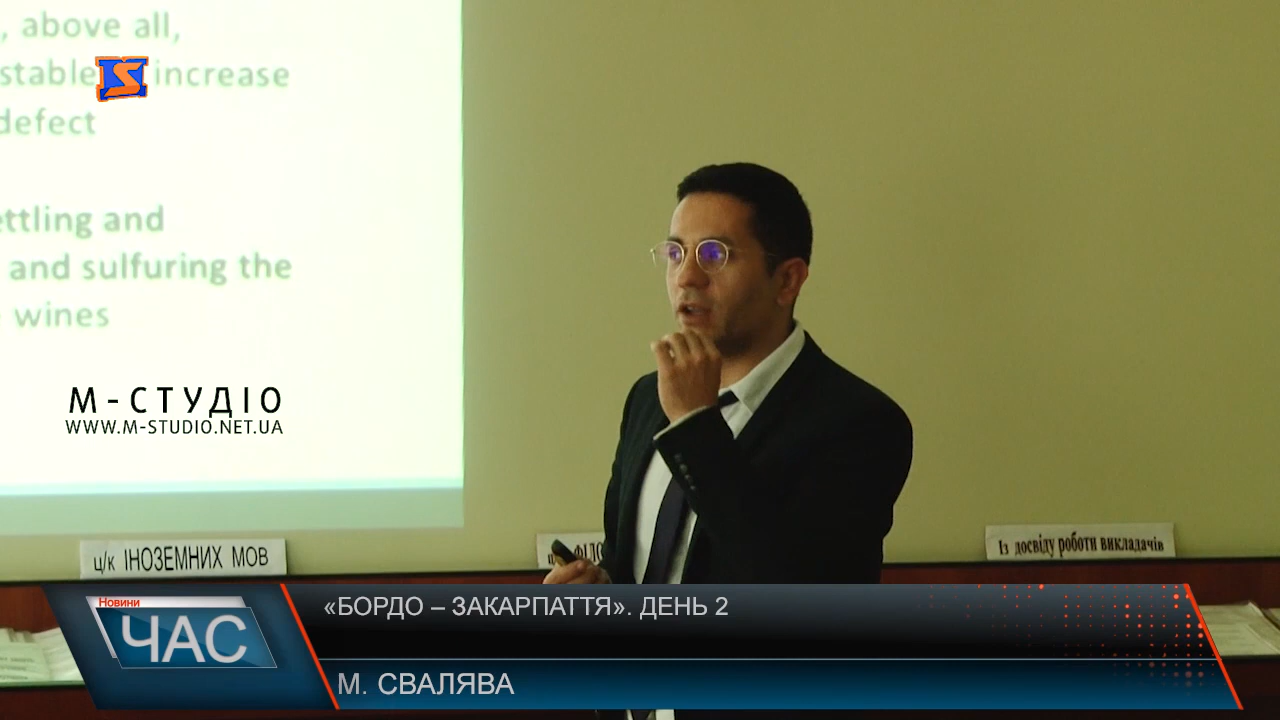 , above all,
stable increase
defect
ettling and
and sulfuring the
wines
М-СТУДІО
WWW.M-STUDIO.NET.UA
ц/к ІНОЗЕМНИХ МОВ
ФІЛО
Із досвіду роботи викладачів
Новини
ЧАС
«БОРДО – ЗАКАРПАТТЯ». ДЕНЬ 2
М. СВАЛЯВА